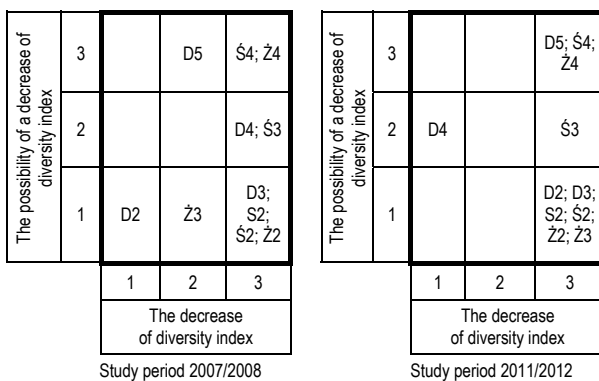 The possibility of a decrease of
diversity index
3
D5
Ś4; Ż4
2
D4; Ś3
1
D2
Ż3
D3;
S2;
Ś2; Ż2
1
2
3
The decrease
of diversity index
Study period 2007/2008
The possibility of a decrease of
diversity index
3
D5; Ś4;
Ż4
2
D4
Ś3
1
D2; D3;
S2; Ś2;
Ż2; Ż3
1
2
3
The decrease
of diversity index
Study period 2011/2012